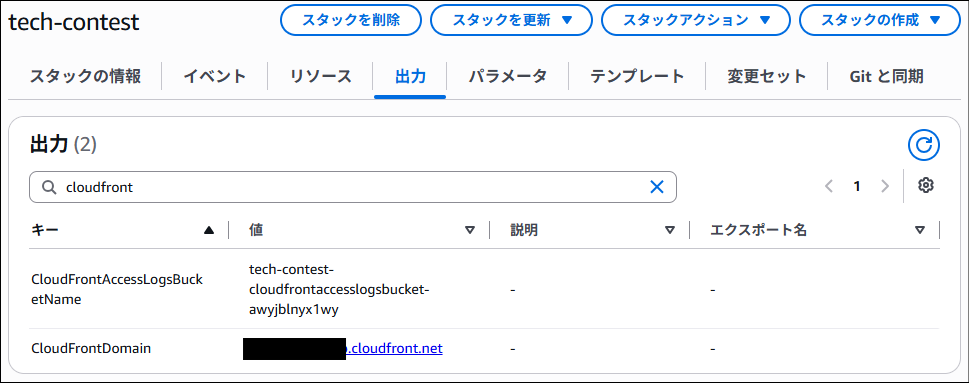 tech-contest
スタックを削除
スタックを更新 ▼
スタックアクション ▼
スタックの作成 ▼
スタックの情報
イベント
リソース
出力
パラメータ
テンプレート
変更セット
Git と同期
出力 (2)
cloudfront
1
キー
値
説明
エクスポート名
CloudFrontAccessLogsBuck
etName
tech-contest-
cloudfrontaccesslogsbucket-
awyjblnyx1wy
-
-
CloudFrontDomain
.cloudfront.net
-
-